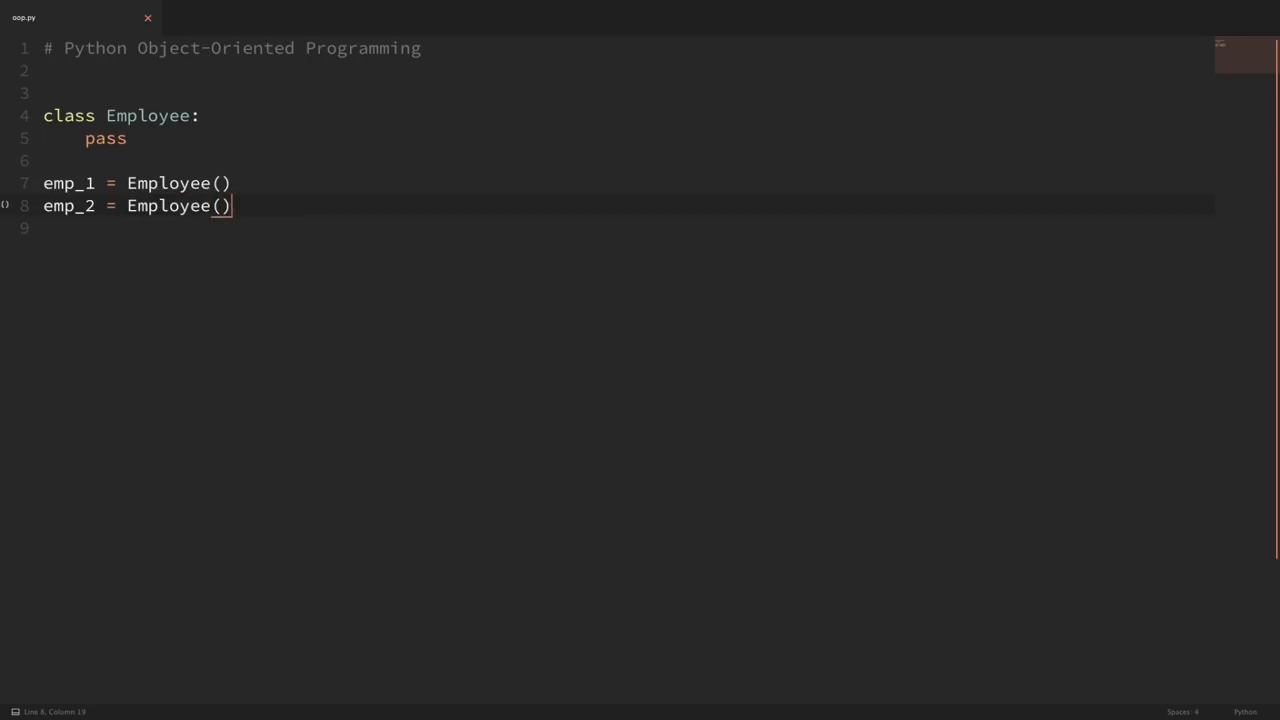 oop.py
1 # Python Object-Oriented Programming
2
3
4 class Employee:
5     pass
6
7 emp_1 = Employee()
() 8 emp_2 = Employee()
9
Line 8, Column 19 Spaces: 4 Python